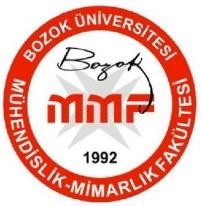 BOZOK ÜNİVERSİTESİ
Bozok
MMF
1992
MÜHENDİSLİK-MİMARLIK FAKÜLTESİ